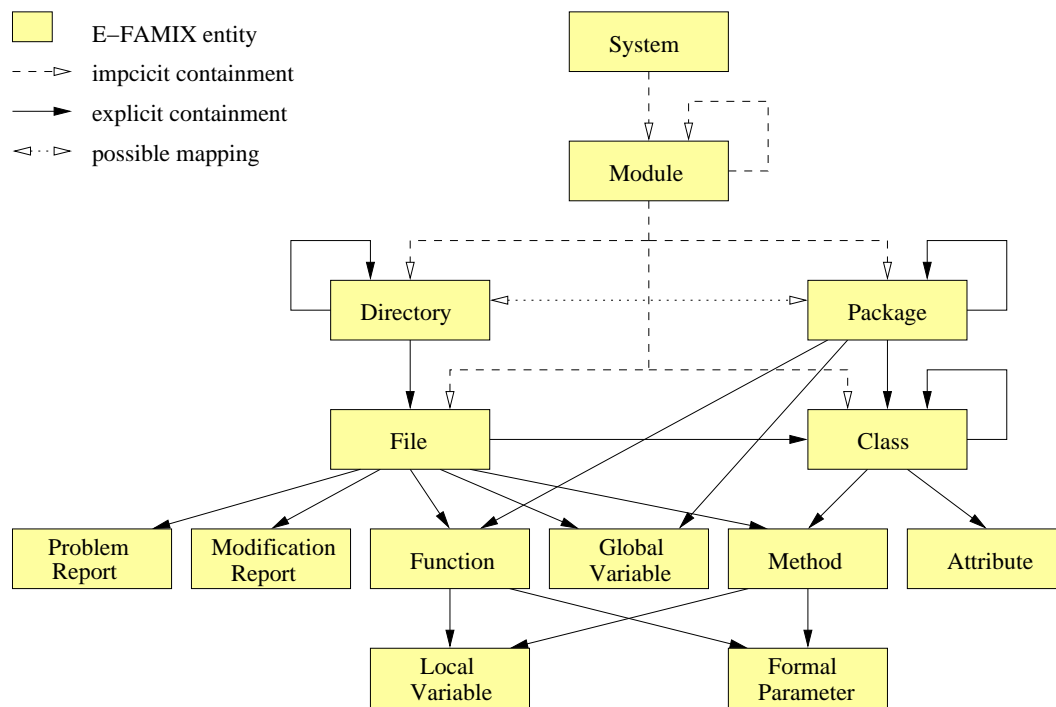 E−FAMIX entity
impcicit containment
explicit containment
possible mapping
System
Module
Directory
Package
File
Class
Problem
Report
Modification
Report
Function
Global
Variable
Method
Attribute
Local
Variable
Formal
Parameter